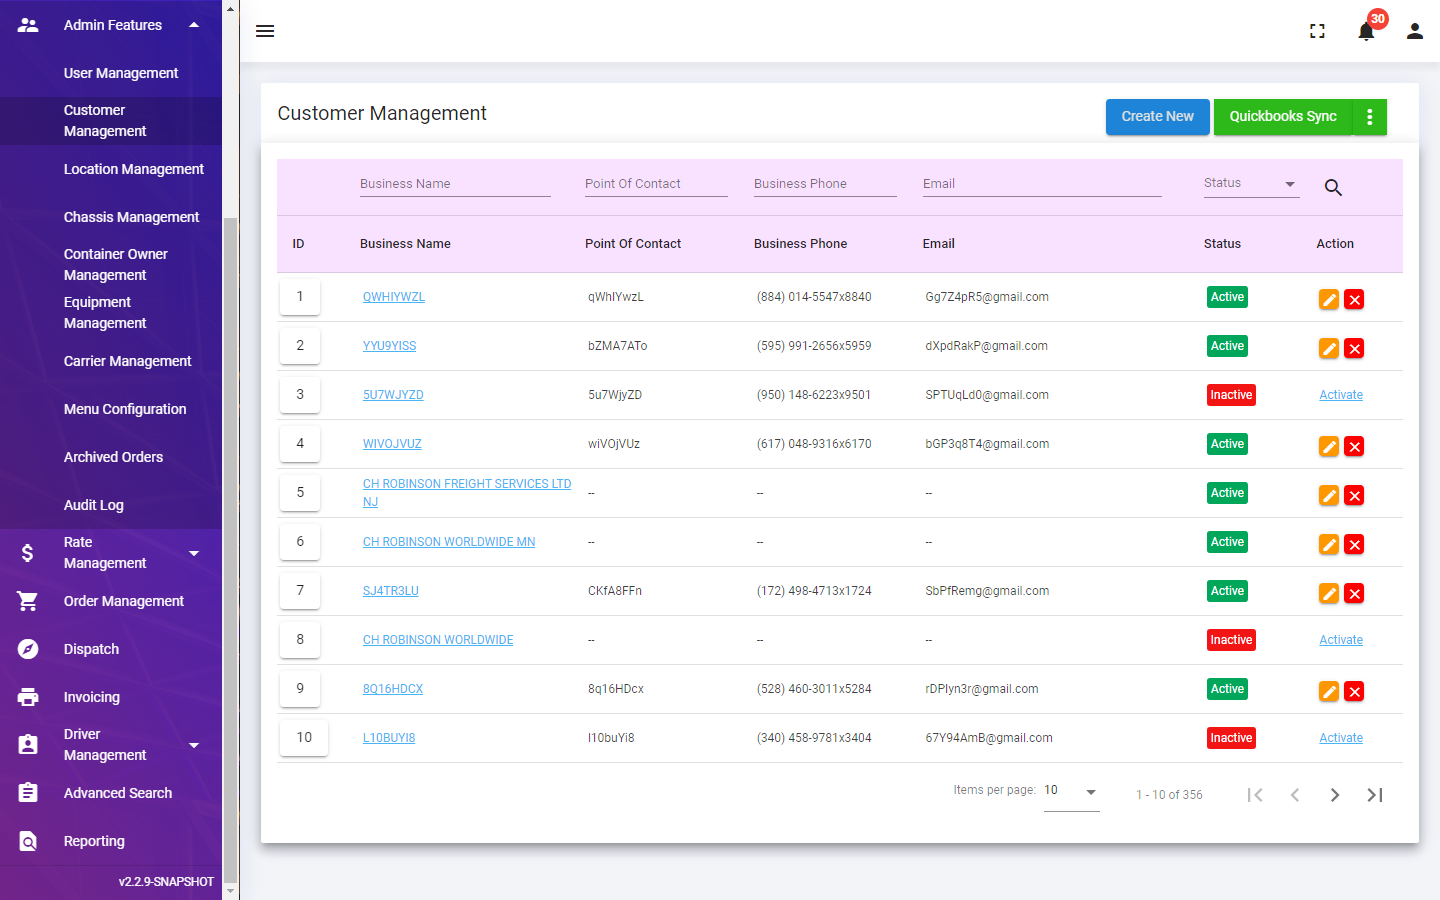 Admin Features
User Management
Customer
Management
Location Management
Chassis Management
Container Owner
Management
Equipment
Management
Carrier Management
Menu Configuration
Archived Orders
Audit Log
Rate
Management
Order Management
Dispatch
Invoicing
Driver
Management
Advanced Search
Reporting
v2.2.9-SNAPSHOT
30
Customer Management
Create New
Quickbooks Sync
Business Name Point Of Contact Business Phone Email Status
ID Business Name Point Of Contact Business Phone Email Status Action
1 QWHIYWZL qWhIYwzL (884) 014-5547x8840 Gg7Z4pR5@gmail.com Active
2 YYU9YISS bZMA7ATo (595) 991-2656x5959 dXpdRakP@gmail.com Active
3 5U7WJYZD 5u7WjyZD (950) 148-6223x9501 SPTUqLd0@gmail.com Inactive Activate
4 WIVOJVUZ wiVOjVUz (617) 048-9316x6170 bGP3q8T4@gmail.com Active
5 CH ROBINSON FREIGHT SERVICES LTD
NJ -- -- -- Active
6 CH ROBINSON WORLDWIDE MN -- -- -- Active
7 SJ4TR3LU CKfA8FFn (172) 498-4713x1724 SbPfRemg@gmail.com Active
8 CH ROBINSON WORLDWIDE -- -- -- Inactive Activate
9 8Q16HDCX 8q16HDcx (528) 460-3011x5284 rDPIyn3r@gmail.com Active
10 L10BUYI8 l10buYi8 (340) 458-9781x3404 67Y94AmB@gmail.com Inactive Activate
Items per page: 10 1 - 10 of 356